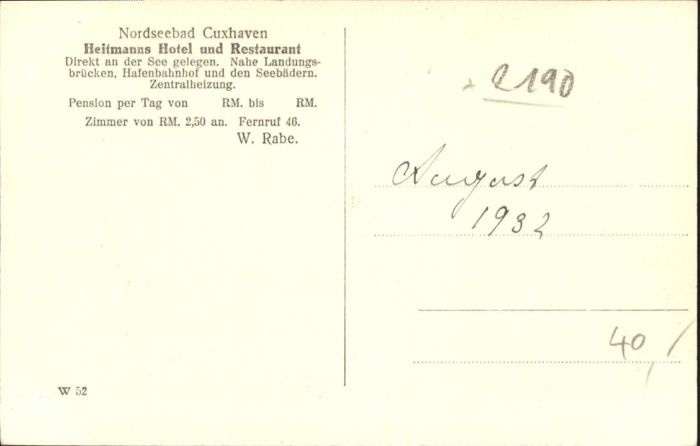 Nordseebad Cuxhaven
Heitmanns Hotel und Restaurant
Direkt an der See gelegen. Nahe Landungs-
brücken, Hafenbahnhof und den Seebädern.
Zentralheizung.
Pension per Tag von RM. bis RM.
Zimmer von RM. 2,50 an. Fernruf 46.
W. Rabe.
W 52
2190
August
1932
40,